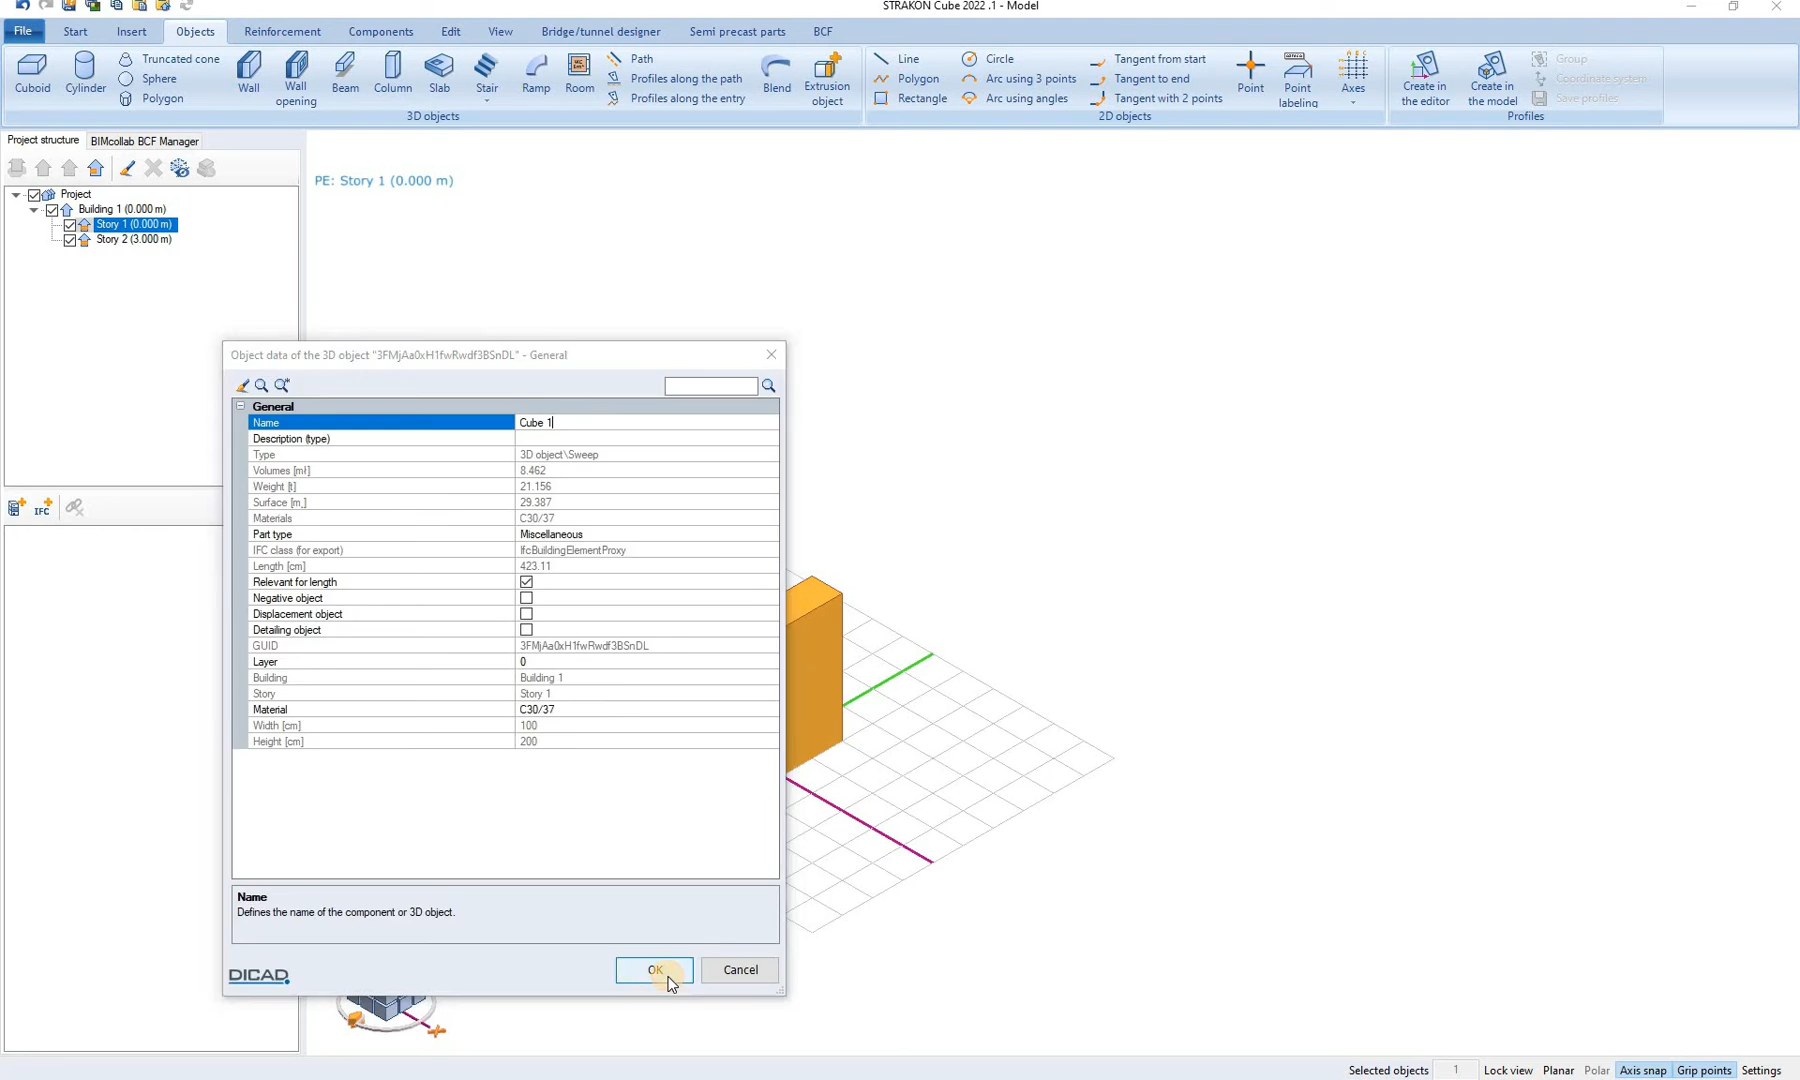 STRAKON Cube 2022 .1 - Model
File Start Insert Objects Reinforcement Components Edit View Bridge/tunnel designer Semi precast parts BCF
Cuboid
Cylinder
Truncated cone
Sphere
Polygon
Wall
Wall opening
Beam
Column
Slab
Stair
Ramp
Room
Path
Profiles along the path
Profiles along the entry
Blend
Extrusion object
3D objects
Line
Polygon
Rectangle
Circle
Arc using 3 points
Arc using angles
Tangent from start
Tangent to end
Tangent with 2 points
Point
Point labeling
Axes
2D objects
Create in the editor
Create in the model
Group
Coordinate system
Save profiles
Profiles
Project structure BIMcollab BCF Manager
Project
Building 1 (0.000 m)
Story 1 (0.000 m)
Story 2 (3.000 m)
IFC
PE: Story 1 (0.000 m)
Object data of the 3D object "3FMjAa0xH1fwRwdf3BSnDL" - General
General
Name Cube 1
Description (type)
Type 3D object\Sweep
Volumes [mł] 8.462
Weight [t] 21.156
Surface [m˛] 29.387
Materials C30/37
Part type Miscellaneous
IFC class (for export) IfcBuildingElementProxy
Length [cm] 423.11
Relevant for length
Negative object
Displacement object
Detailing object
GUID 3FMjAa0xH1fwRwdf3BSnDL
Layer 0
Building Building 1
Story Story 1
Material C30/37
Width [cm] 100
Height [cm] 200
Name
Defines the name of the component or 3D object.
DICAD
OK Cancel
Selected objects 1 Lock view Planar Polar Axis snap Grip points Settings